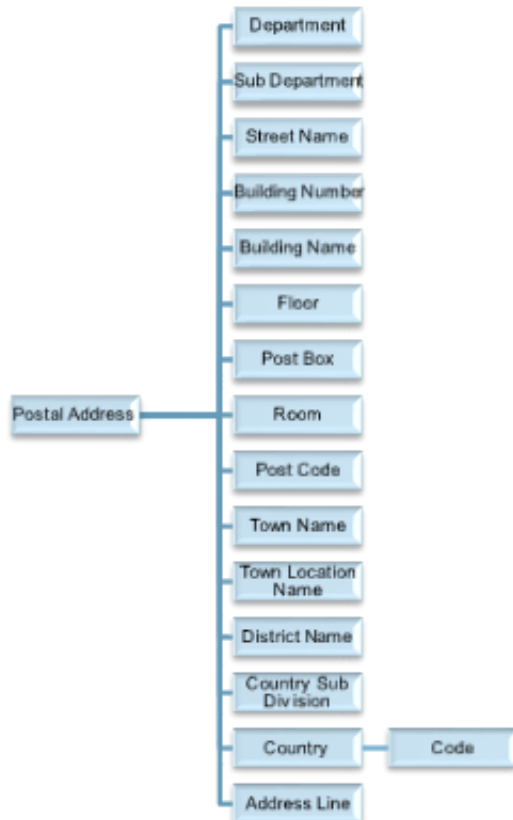 Department
Sub Department
Street Name
Building Number
Building Name
Floor
Post Box
Postal Address
Room
Post Code
Town Name
Town Location
Name
District Name
Country Sub
Division
Country
Code
Address Line